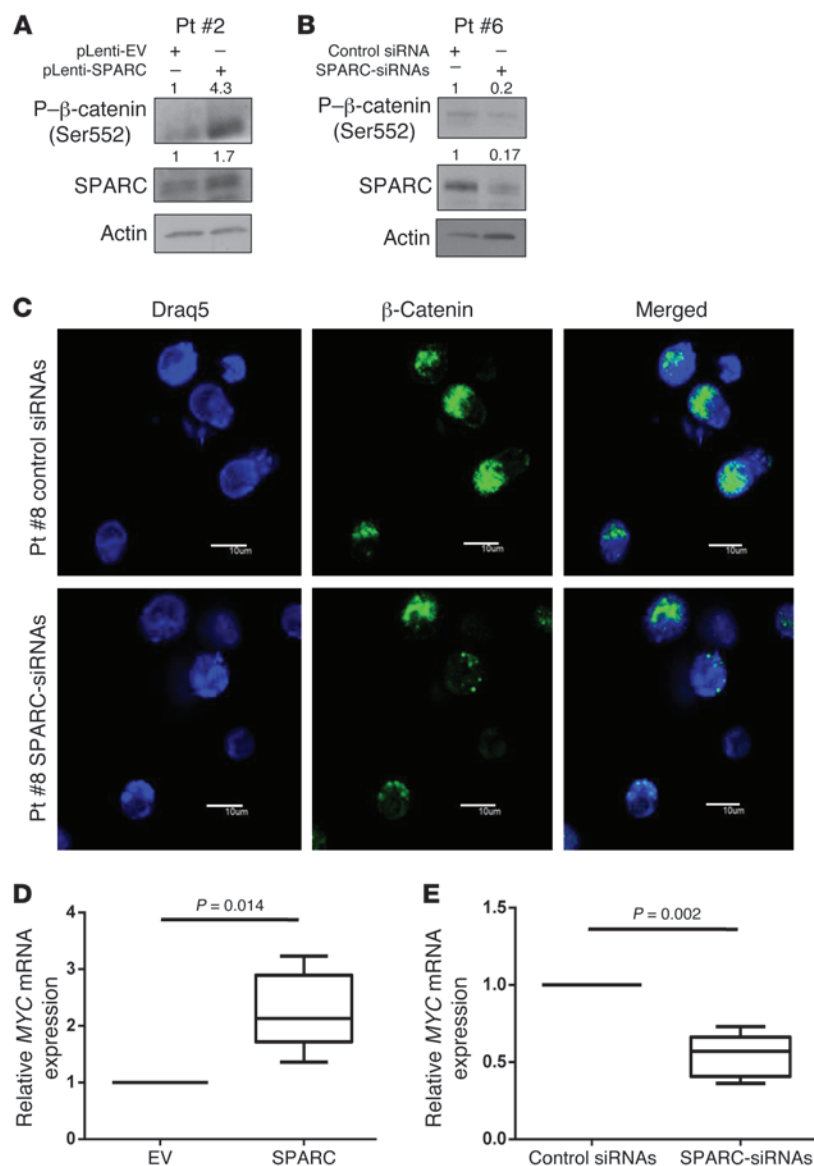 A
Pt #2
pLenti-EV + –
pLenti-SPARC – +
1 4.3
P–β-catenin
(Ser552)
1 1.7
SPARC
Actin
B
Pt #6
Control siRNA + –
SPARC-siRNAs – +
1 0.2
P–β-catenin
(Ser552)
1 0.17
SPARC
Actin
C
Draq5 β-Catenin Merged
Pt #8 control siRNAs
10um 10um 10um
Pt #8 SPARC-siRNAs
10um 10um 10um
D
Relative MYC mRNA
expression
4
3
2
1
0
P = 0.014
EV SPARC
E
Relative MYC mRNA
expression
1.5
1.0
0.5
0.0
P = 0.002
Control siRNAs SPARC-siRNAs